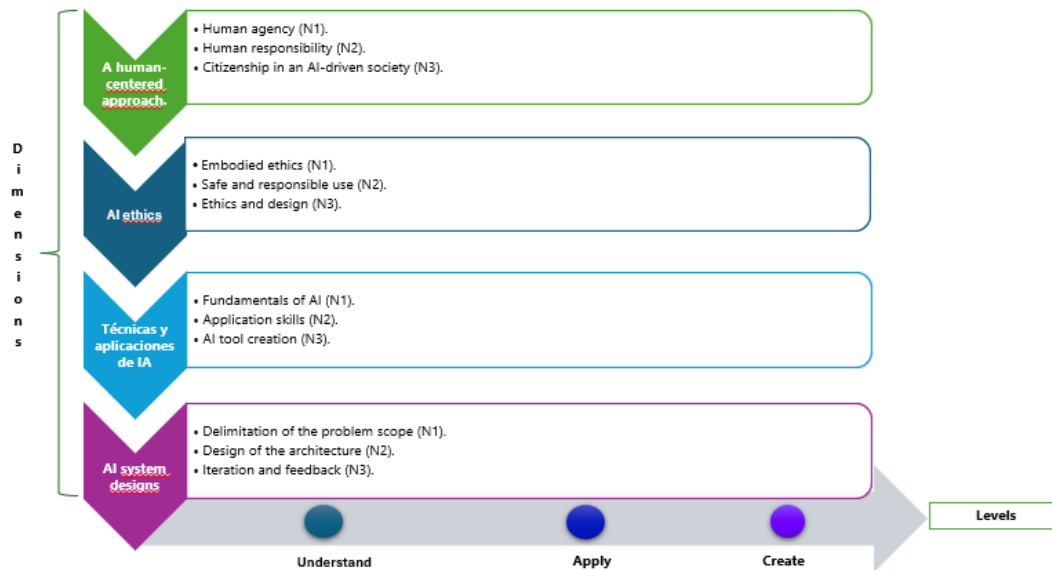 Dimensions
A human-
centered
approach.
• Human agency (N1).
• Human responsibility (N2).
• Citizenship in an AI-driven society (N3).
AI ethics
• Embodied ethics (N1).
• Safe and responsible use (N2).
• Ethics and design (N3).
Técnicas y
aplicaciones
de IA
• Fundamentals of AI (N1).
• Application skills (N2).
• AI tool creation (N3).
AI system
designs
• Delimitation of the problem scope (N1).
• Design of the architecture (N2).
• Iteration and feedback (N3).
Levels
Understand
Apply
Create